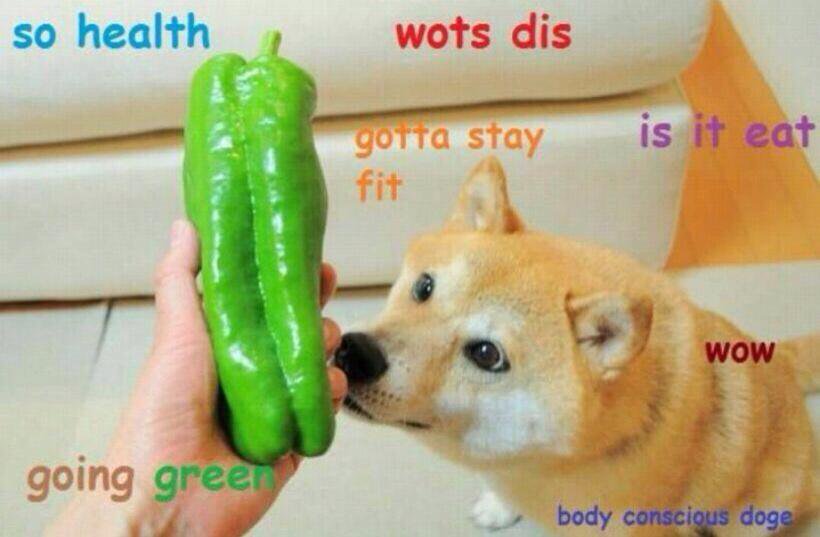 so health
wots dis
gotta stay
fit
is it eat
wow
going green
body conscious doge